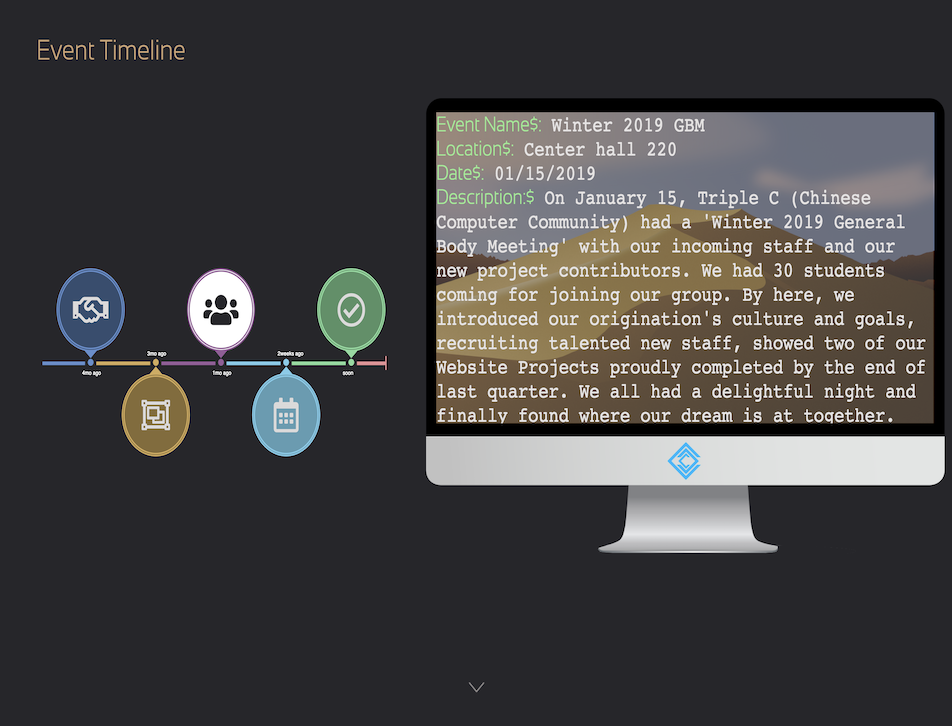 Event Timeline
Event Name$: Winter 2019 GBM
Location$: Center hall 220
Date$: 01/15/2019
Description:$ On January 15, Triple C (Chinese
Computer Community) had a 'Winter 2019 General
Body Meeting' with our incoming staff and our
new project contributors. We had 30 students
coming for joining our group. By here, we
introduced our origination's culture and goals,
recruiting talented new staff, showed two of our
Website Projects proudly completed by the end of
last quarter. We all had a delightful night and
finally found where our dream is at together.
3mo ago
2weeks ago
4mo ago
1mo ago
soon